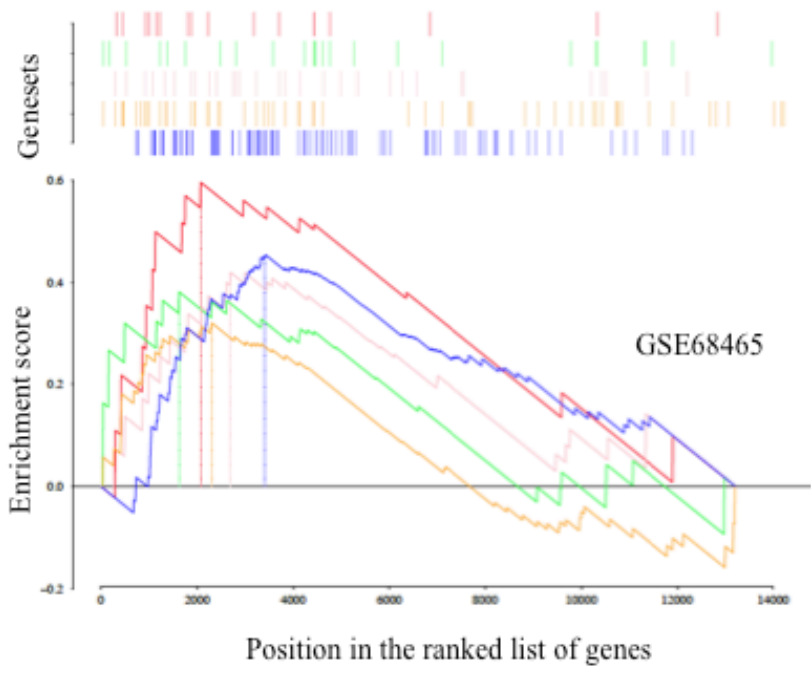 Genesets
0.6
0.4
0.2
0.0
−0.2
Enrichment score
GSE68465
0 2000 4000 6000 8000 10000 12000 14000
Position in the ranked list of genes